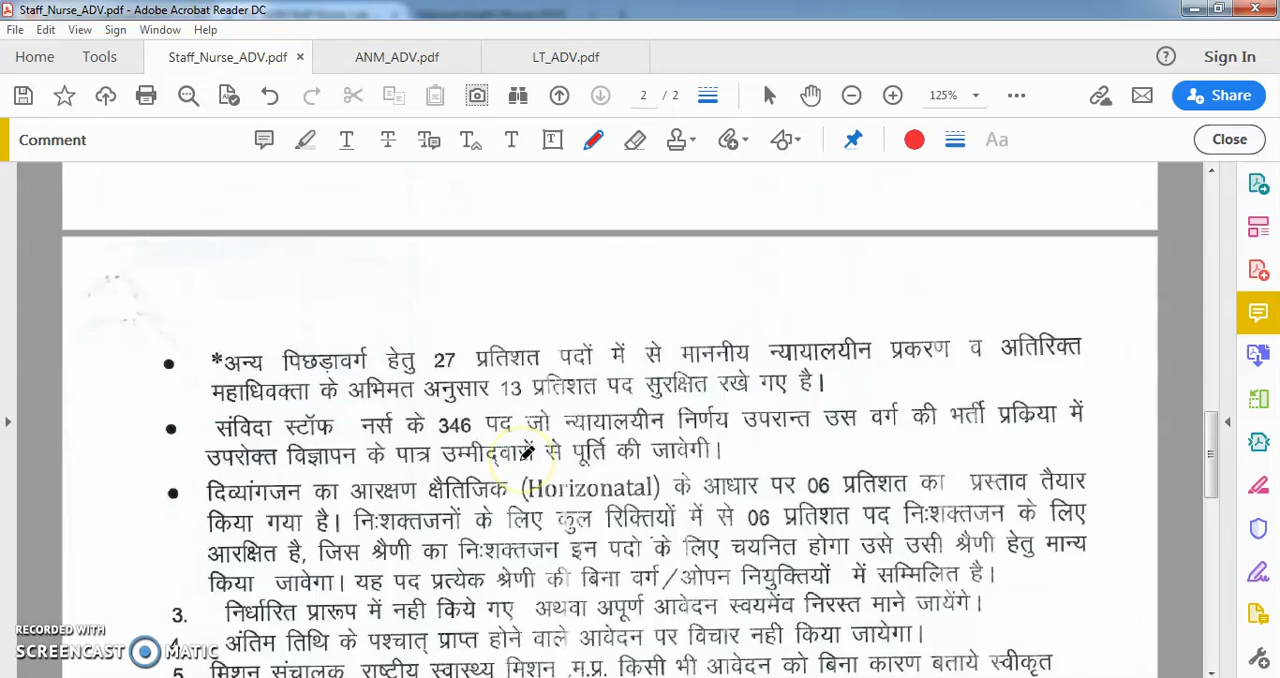 Staff_Nurse_ADV.pdf - Adobe Acrobat Reader DC
File Edit View Sign Window Help
Home Tools Staff_Nurse_ADV.pdf × ANM_ADV.pdf LT_ADV.pdf Sign In
2 / 2 125% Share
Comment Aa Close
• *अन्य पिछड़ावर्ग हेतु 27 प्रतिशत पदों में से माननीय न्यायालयीन प्रकरण व अतिरिक्त
महाधिवक्ता के अभिमत अनुसार 13 प्रतिशत पद सुरक्षित रखे गए है।
• संविदा स्टॉफ नर्स के 346 पद जो न्यायालयीन निर्णय उपरान्त उस वर्ग की भर्ती प्रक्रिया में
उपरोक्त विज्ञापन के पात्र उम्मीद्वारों से पूर्ति की जावेगी।
• दिव्यांगजन का आरक्षण क्षैतिजिक (Horizonatal) के आधार पर 06 प्रतिशत का प्रस्ताव तैयार
किया गया है। निःशक्तजनों के लिए कुल रिक्तियों में से 06 प्रतिशत पद निःशक्तजन के लिए
आरक्षित है, जिस श्रेणी का निःशक्तजन इन पदो के लिए चयनित होगा उसे उसी श्रेणी हेतु मान्य
किया जावेगा। यह पद प्रत्येक श्रेणी की बिना वर्ग/ओपन नियुक्तियों में सम्मिलित है।
3. निर्धारित प्रारूप में नही किये गए अथवा अपूर्ण आवेदन स्वयमेंव निरस्त माने जायेंगे।
4. अंतिम तिथि के पश्चात् प्राप्त होने वाले आवेदन पर विचार नही किया जायेगा।
5. मिशन संचालक राष्ट्रीय स्वास्थ्य मिशन ,म.प्र. किसी भी आवेदन को बिना कारण बताये स्वीकृत
RECORDED WITH
SCREENCAST MATIC